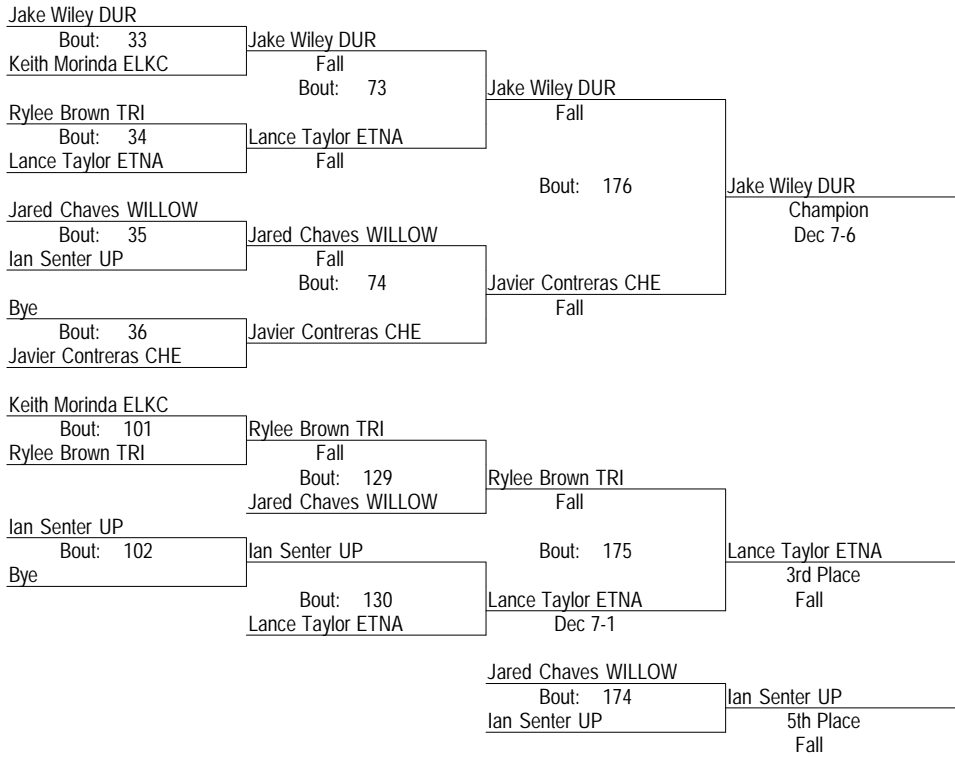 Jake Wiley DUR
Bout: 33
Keith Morinda ELKC
Jake Wiley DUR
Fall
Bout: 73
Rylee Brown TRI
Bout: 34
Lance Taylor ETNA
Lance Taylor ETNA
Fall
Jake Wiley DUR
Fall
Bout: 176
Jared Chaves WILLOW
Bout: 35
Ian Senter UP
Jared Chaves WILLOW
Fall
Bout: 74
Bye
Bout: 36
Javier Contreras CHE
Javier Contreras CHE
Javier Contreras CHE
Fall
Jake Wiley DUR
Champion
Dec 7-6
Keith Morinda ELKC
Bout: 101
Rylee Brown TRI
Rylee Brown TRI
Fall
Bout: 129
Jared Chaves WILLOW
Rylee Brown TRI
Fall
Bout: 175
Ian Senter UP
Bout: 102
Bye
Ian Senter UP
Bout: 130
Lance Taylor ETNA
Lance Taylor ETNA
Dec 7-1
Lance Taylor ETNA
3rd Place
Fall
Jared Chaves WILLOW
Bout: 174
Ian Senter UP
Ian Senter UP
5th Place
Fall